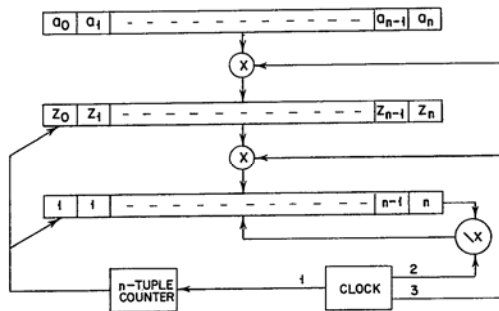 a0 a1 - - - - - - - - - - - - an-1 an
X
Z0 Z1 - - - - - - - - - - - - Zn-1 Zn
X
1 1 - - - - - - - - - - - - n-1 n
\X
n-TUPLE
COUNTER
1
CLOCK
2
3